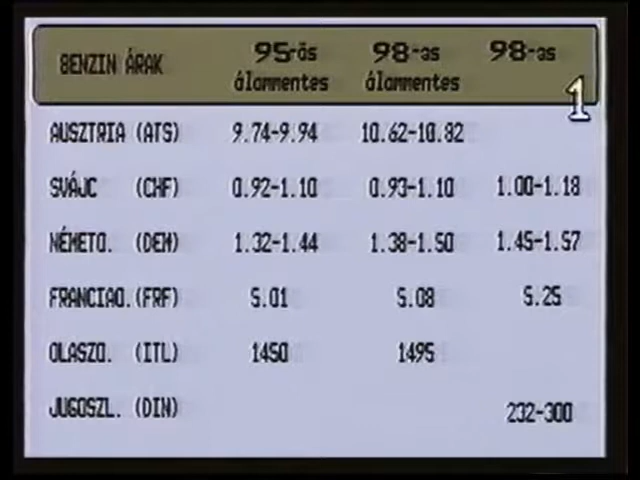 BENZIN ÁRAK 95-ös 98-as 98-as
álommentes álommentes
1
AUSZTRIA (ATS) 9.74-9.94 10.62-10.82
SVÁJC (CHF) 0.92-1.10 0.93-1.10 1.00-1.18
NÉMETO. (DEM) 1.32-1.44 1.38-1.50 1.45-1.57
FRANCIAO.(FRF) 5.01 5.08 5.25
OLASZO. (ITL) 1450 1495
JUGOSZL. (DIN) 232-300